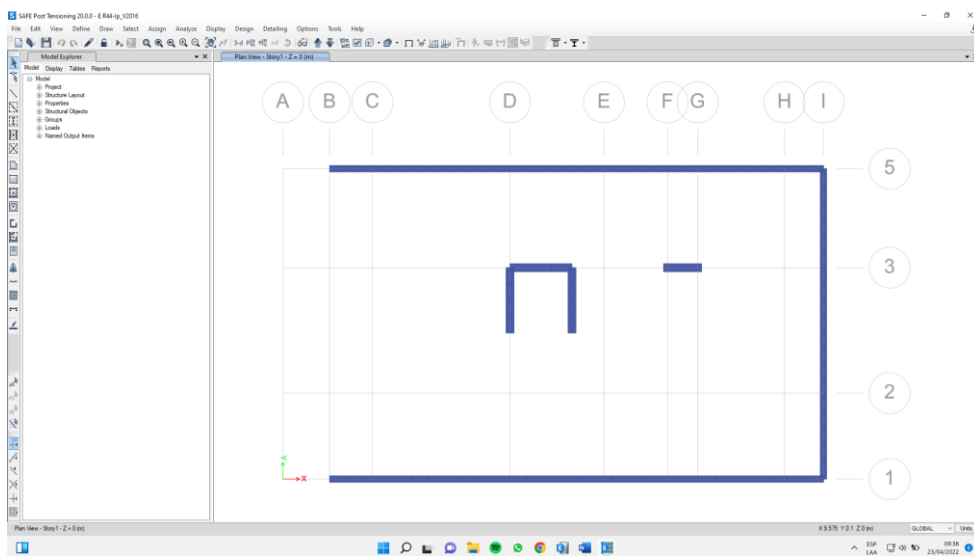 SAFE Post Tensioning 20.0.0 - E R44-Ip_V2016
File Edit View Define Draw Select Assign Analyze Display Design Detailing Options Tools Help
Model Explorer
Plan View - Story1 - Z = 0 (m)
Model Display Tables Reports
Model
Project
Structure Layout
Properties
Structural Objects
Groups
Loads
Named Output Items
A B C D E F G H I
5
3
2
1
Y
X
Plan View - Story1 - Z = 0 (m)
X 9.575 Y 0.1 Z 0 (m)
GLOBAL
Units
ESP
LAA
09:38
23/04/2022